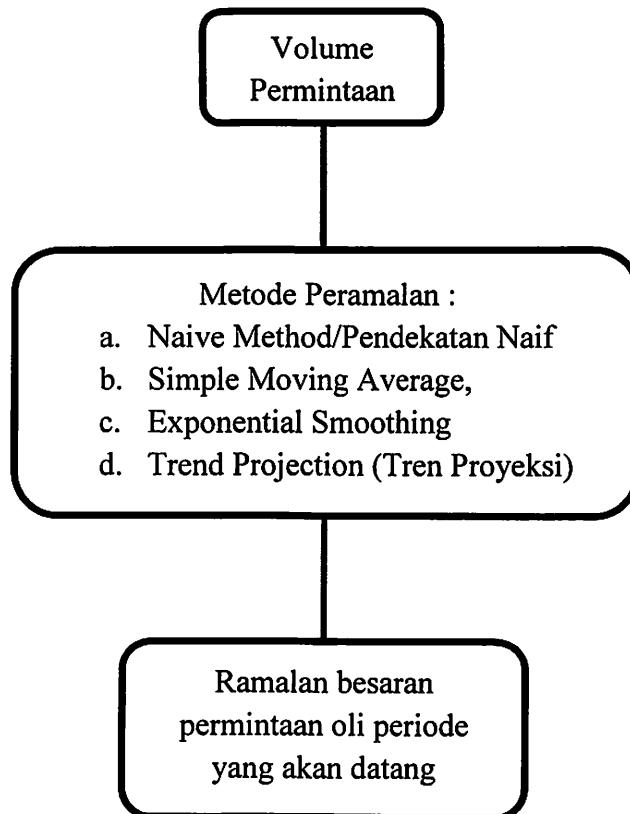 Volume
Permintaan
Metode Peramalan :
a. Naive Method/Pendekatan Naif
b. Simple Moving Average,
c. Exponential Smoothing
d. Trend Projection (Tren Proyeksi)
Ramalan besaran
permintaan oli periode
yang akan datang